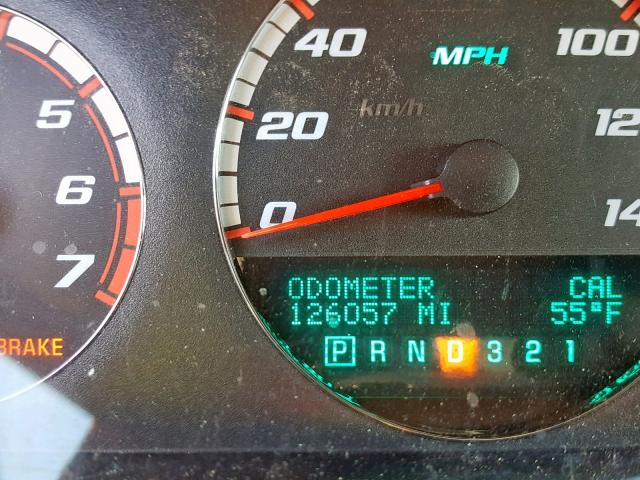 40
MPH
100
km/h
5
20
12
6
0
14
7
ODOMETER CAL
126057 MI 55°F
BRAKE
P R N D 3 2 1